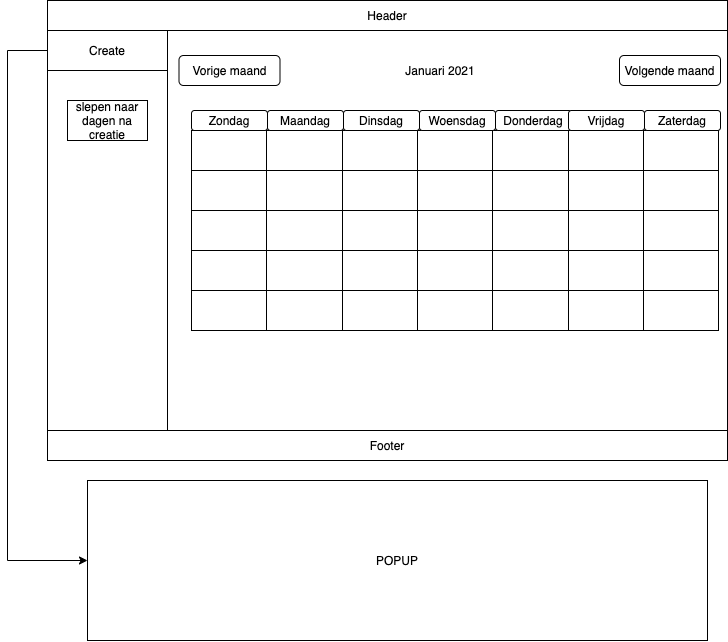 Header
Create
Vorige maand
Januari 2021
Volgende maand
slepen naar
dagen na
creatie
Zondag
Maandag
Dinsdag
Woensdag
Donderdag
Vrijdag
Zaterdag
Footer
POPUP